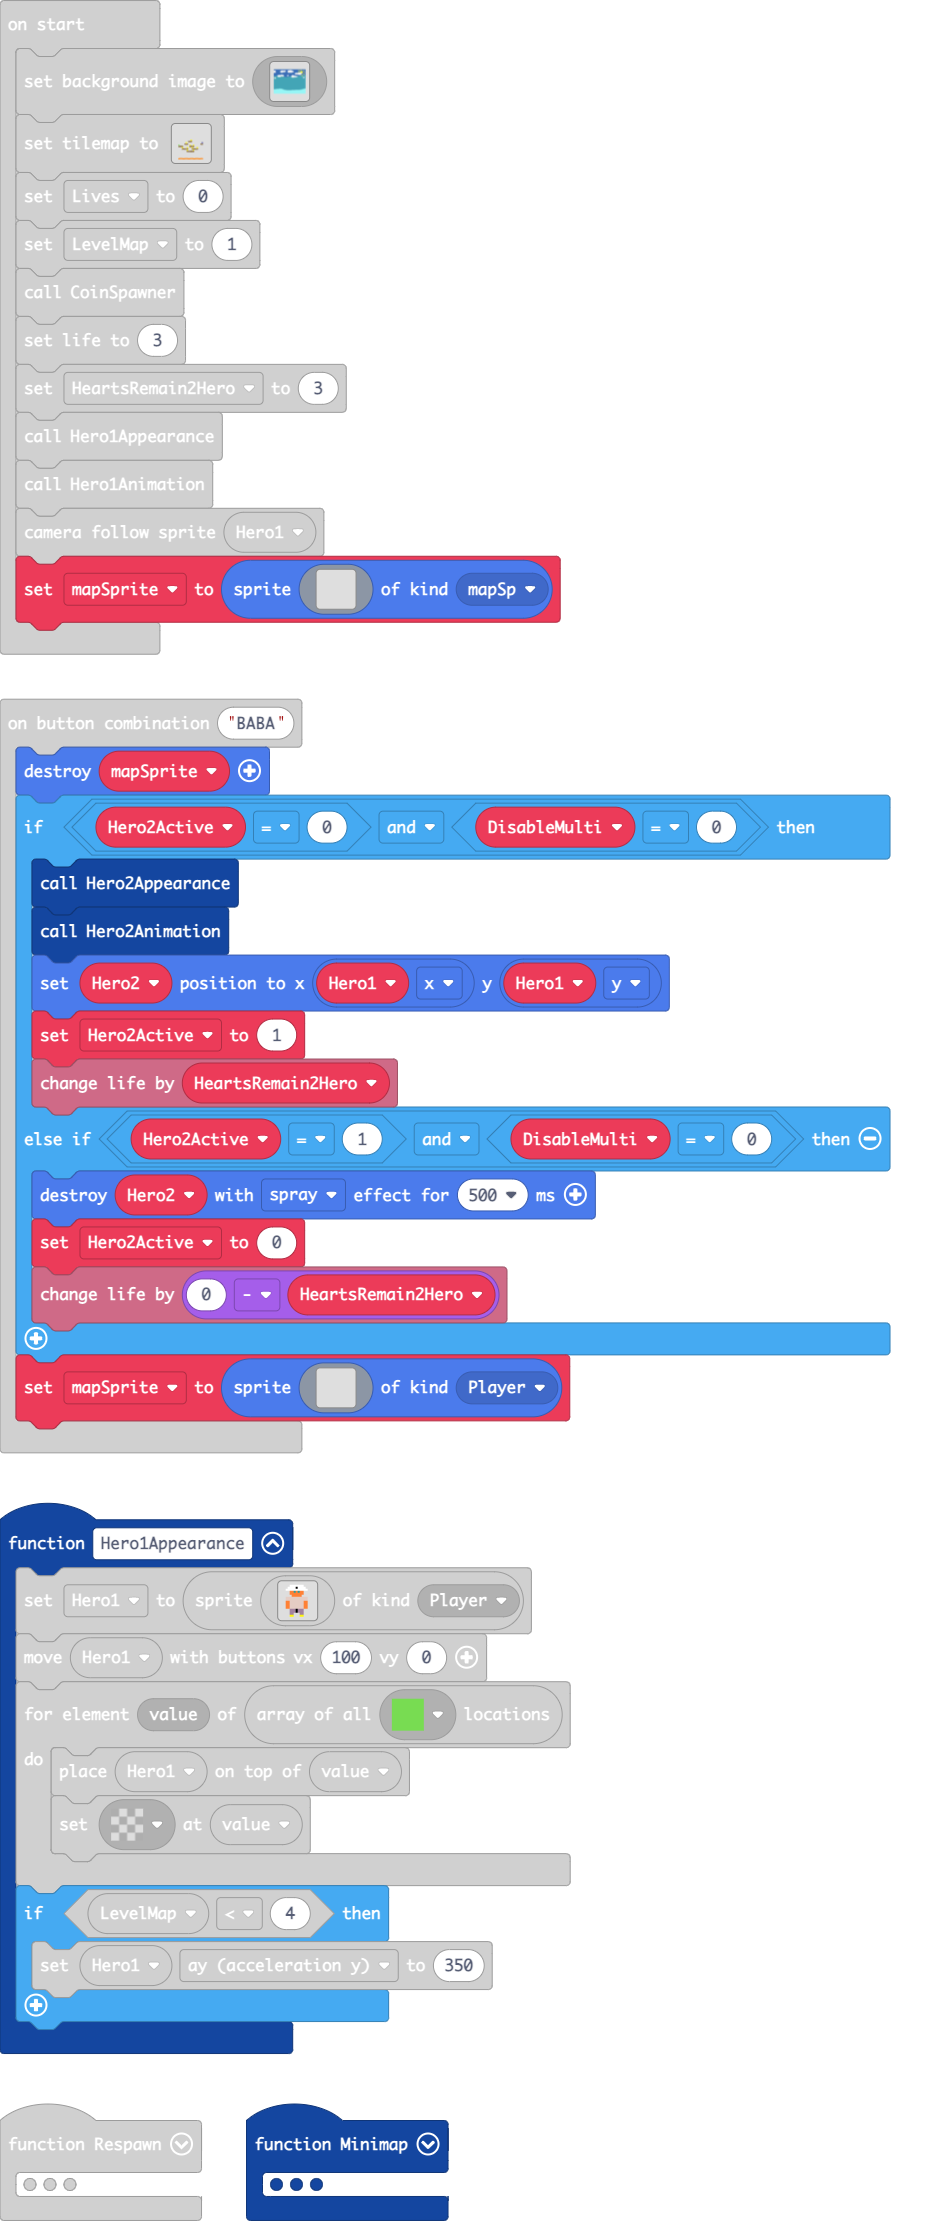 on start
set background image to
set tilemap to
set Lives to 0
set LevelMap to 1
call CoinSpawner
set life to 3
set HeartsRemain2Hero to 3
call Hero1Appearance
call Hero1Animation
camera follow sprite Hero1
set mapSprite to sprite of kind mapSp
on button combination "BABA"
destroy mapSprite
if Hero2Active = 0 and DisableMulti = 0 then
call Hero2Appearance
call Hero2Animation
set Hero2 position to x Hero1 x y Hero1 y
set Hero2Active to 1
change life by HeartsRemain2Hero
else if Hero2Active = 1 and DisableMulti = 0 then
destroy Hero2 with spray effect for 500 ms
set Hero2Active to 0
change life by 0 - HeartsRemain2Hero
set mapSprite to sprite of kind Player
function Hero1Appearance
set Hero1 to sprite of kind Player
move Hero1 with buttons vx 100 vy 0
for element value of array of all locations
do place Hero1 on top of value
set at value
if LevelMap < 4 then
set Hero1 ay (acceleration y) to 350
function Respawn
function Minimap